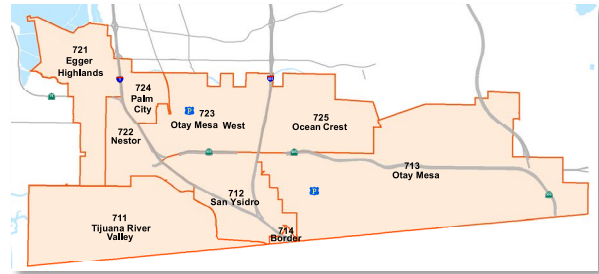 721
Egger
Highlands
724
Palm
City
723
Otay Mesa West
725
Ocean Crest
722
Nestor
713
Otay Mesa
712
San Ysidro
711
Tijuana River
Valley
714
Border
P
P